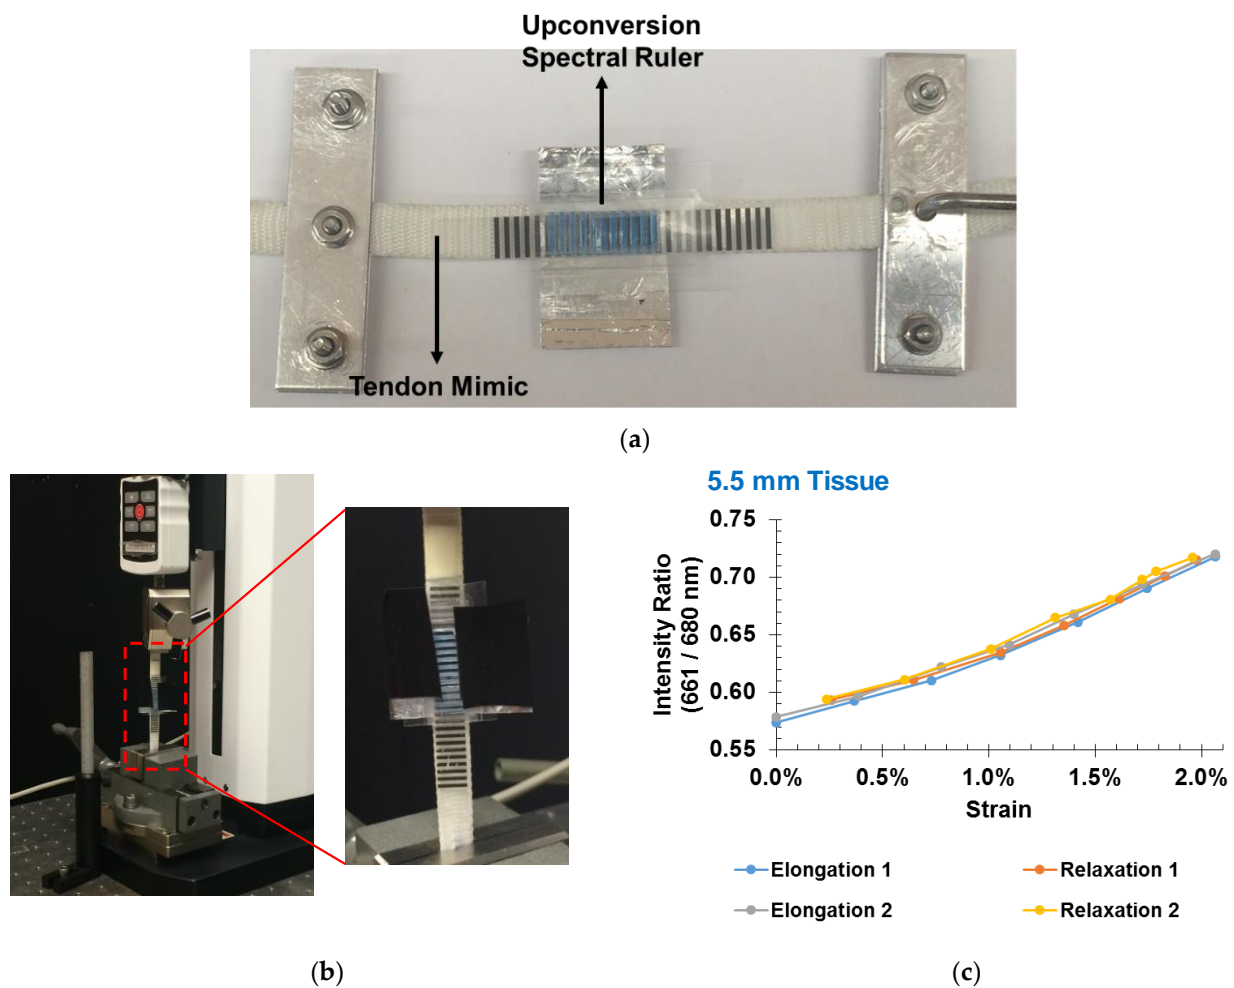 Upconversion
Spectral Ruler
Tendon Mimic
(a)
5.5 mm Tissue
Intensity Ratio
(661 / 680 nm)
0.75
0.70
0.65
0.60
0.55
0.0% 0.5% 1.0% 1.5% 2.0%
Strain
Elongation 1 Relaxation 1
Elongation 2 Relaxation 2
(b) (c)